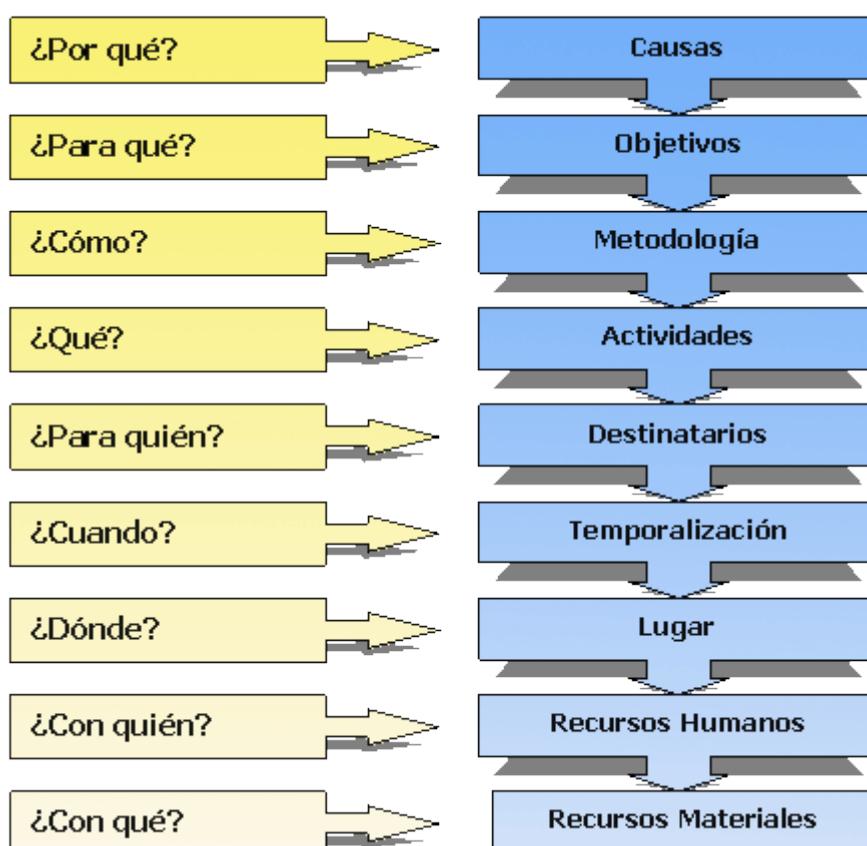 ¿Por qué?
Causas
¿Para qué?
Objetivos
¿Cómo?
Metodología
¿Qué?
Actividades
¿Para quién?
Destinatarios
¿Cuando?
Temporalización
¿Dónde?
Lugar
¿Con quién?
Recursos Humanos
¿Con qué?
Recursos Materiales